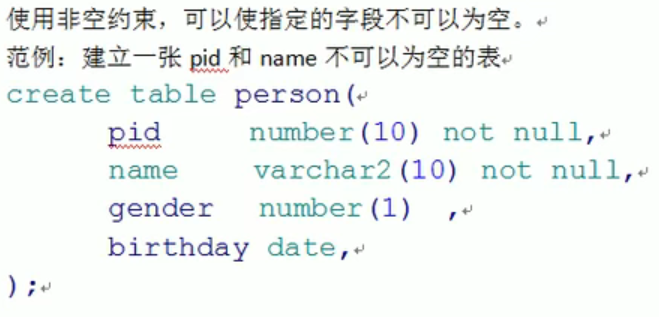 使用非空约束，可以使指定的字段不可以为空。
范例：建立一张 pid 和 name 不可以为空的表
create table person(
pid number(10) not null,
name varchar2(10) not null,
gender number(1) ,
birthday date,
);